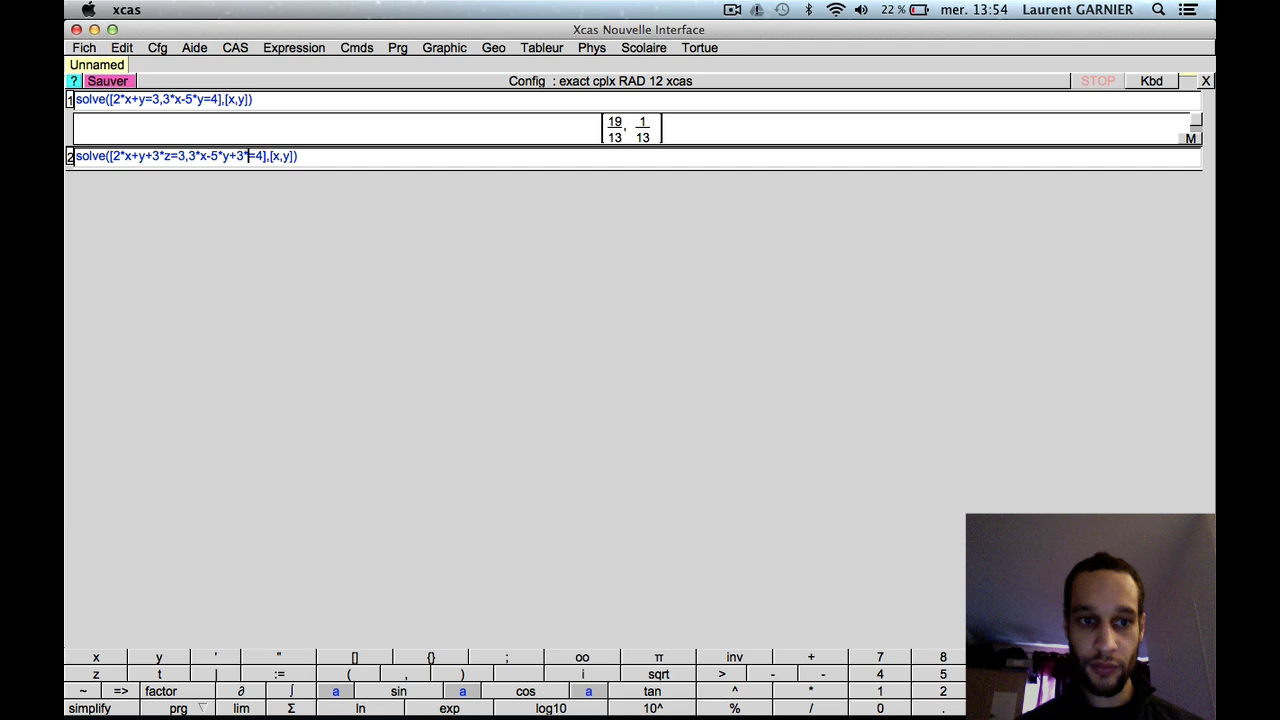 xcas 22 % mer. 13:54 Laurent GARNIER
Xcas Nouvelle Interface
Fich Edit Cfg Aide CAS Expression Cmds Prg Graphic Geo Tableur Phys Scolaire Tortue
Unnamed
? Sauver Config : exact cplx RAD 12 xcas STOP Kbd X
1 solve([2*x+y=3,3*x-5*y=4],[x,y])
[19/13, 1/13]
M
2 solve([2*x+y+3*z=3,3*x-5*y+3*=4],[x,y])
x y ' " [] {} ; oo π inv + 7 8
z t | := ( , ) i sqrt > - - 4 5
~ => factor ∂ ∫ a sin a cos a tan ^ * 1 2
simplify prg lim Σ ln exp log10 10^ % / 0 .